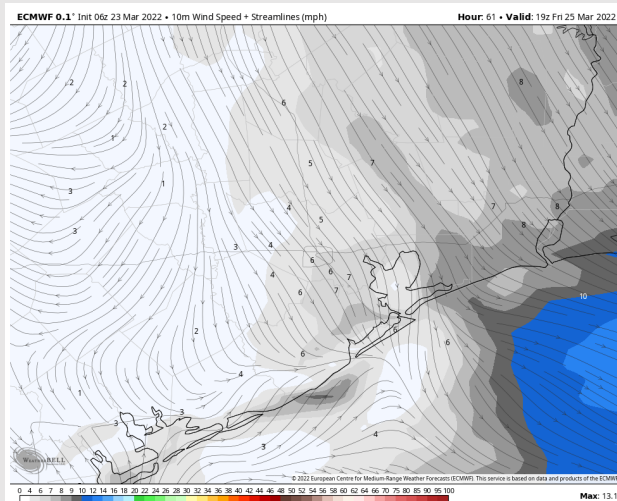 ECMWF 0.1° Init 06z 23 Mar 2022 • 10m Wind Speed + Streamlines (mph) Hour: 61 • Valid: 19z Fri 25 Mar 2022
2 2 8
6
2
1
5 7
3 1
4 7 8
5
3 4 8
6
4 6 7
6 7 10
2 6
6 6
4
1
3 3
4
3
WeatherBELL
© 2022 European Centre for Medium-Range Weather Forecasts (ECMWF). This service is based on data and products of the ECMWF
0 4 6 7 8 9 10 12 14 16 18 20 22 24 26 28 30 32 34 36 38 40 42 44 46 48 50 52 54 56 58 60 62 64 66 70 75 80 85 90 95 100
Max: 13.1